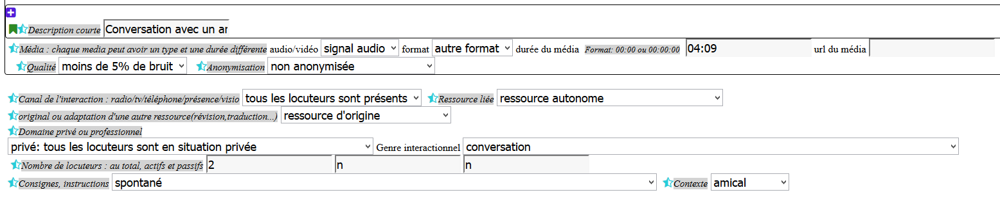 Description courte Conversation avec un
Média : chaque media peut avoir un type et une durée différente audio/vidéo signal audio format autre format durée du média Format: 00:00 ou 00:00:00 04:09 url du média
Qualité moins de 5% de bruit Anonymisation non anonymisée
Canal de l'interaction : radio/tv/téléphone/présence/visio tous les locuteurs sont présents Ressource liée ressource autonome
original ou adaptation d'une autre ressource(révision,traduction...) ressource d'origine
Domaine privé ou professionnel
privé: tous les locuteurs sont en situation privée Genre interactionnel conversation
Nombre de locuteurs : au total, actifs et passifs 2 n n
Consignes, instructions spontané Contexte amical